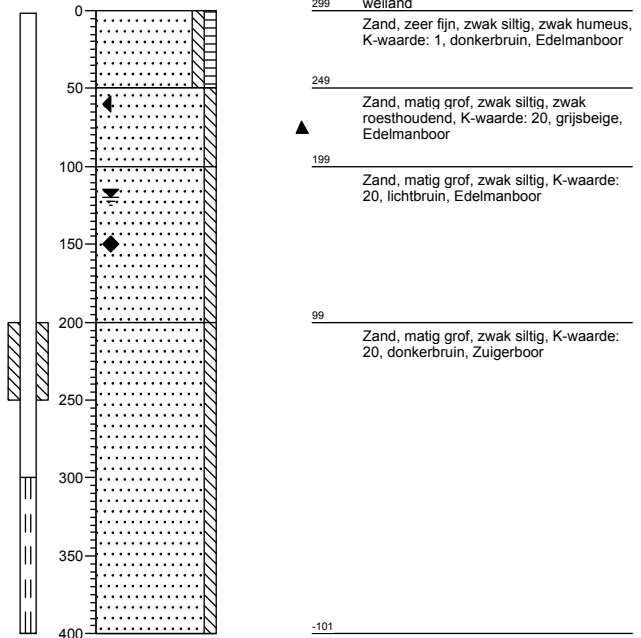 0
299
weiland
Zand, zeer fijn, zwak siltig, zwak humeus,
K-waarde: 1, donkerbruin, Edelmanboor
50
249
Zand, matig grof, zwak siltig, zwak
roesthoudend, K-waarde: 20, grijsbeige,
Edelmanboor
100
199
Zand, matig grof, zwak siltig, K-waarde:
20, lichtbruin, Edelmanboor
150
200
99
Zand, matig grof, zwak siltig, K-waarde:
20, donkerbruin, Zuigerboor
250
300
350
400
-101